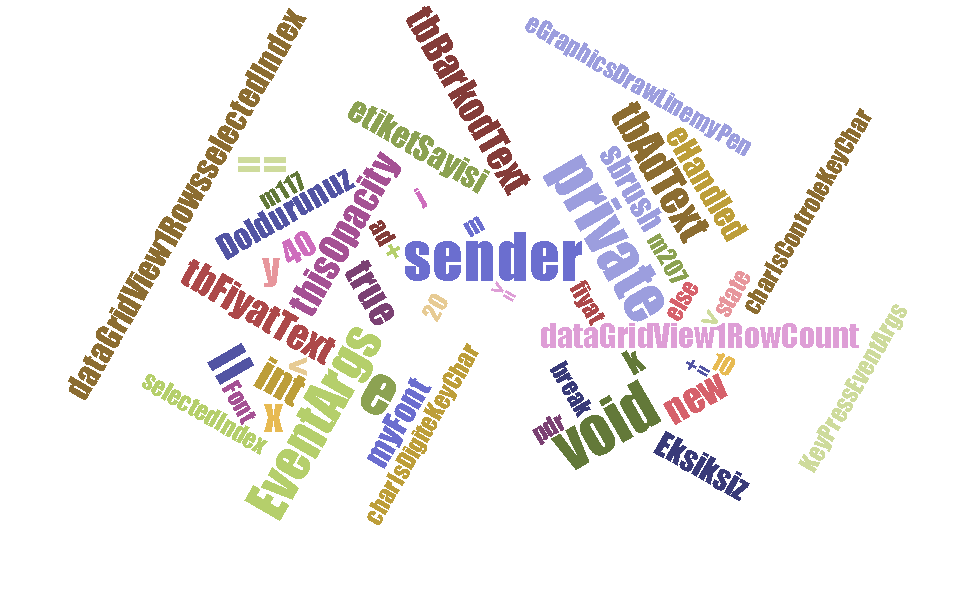 dataGridView1RowsselectedIndex
tbBarkodText
eGraphicsDrawLinemyPen
etiketSayisi
tbAdText
eHandled
charIsControleKeyChar
==
m117
Doldurunuz
thisOpacity
i
sbrush
private
m
ad
+
sender
m207
40
y
true
tbFiyatText
20
fiyat
else
state
dataGridView1RowCount
EventArgs
||
int
x
Font
selectedIndex
e
myFont
charIsDigiteKeyChar
k
break
pdr
void
new
+=
10
Eksiksiz
KeyPressEventArgs